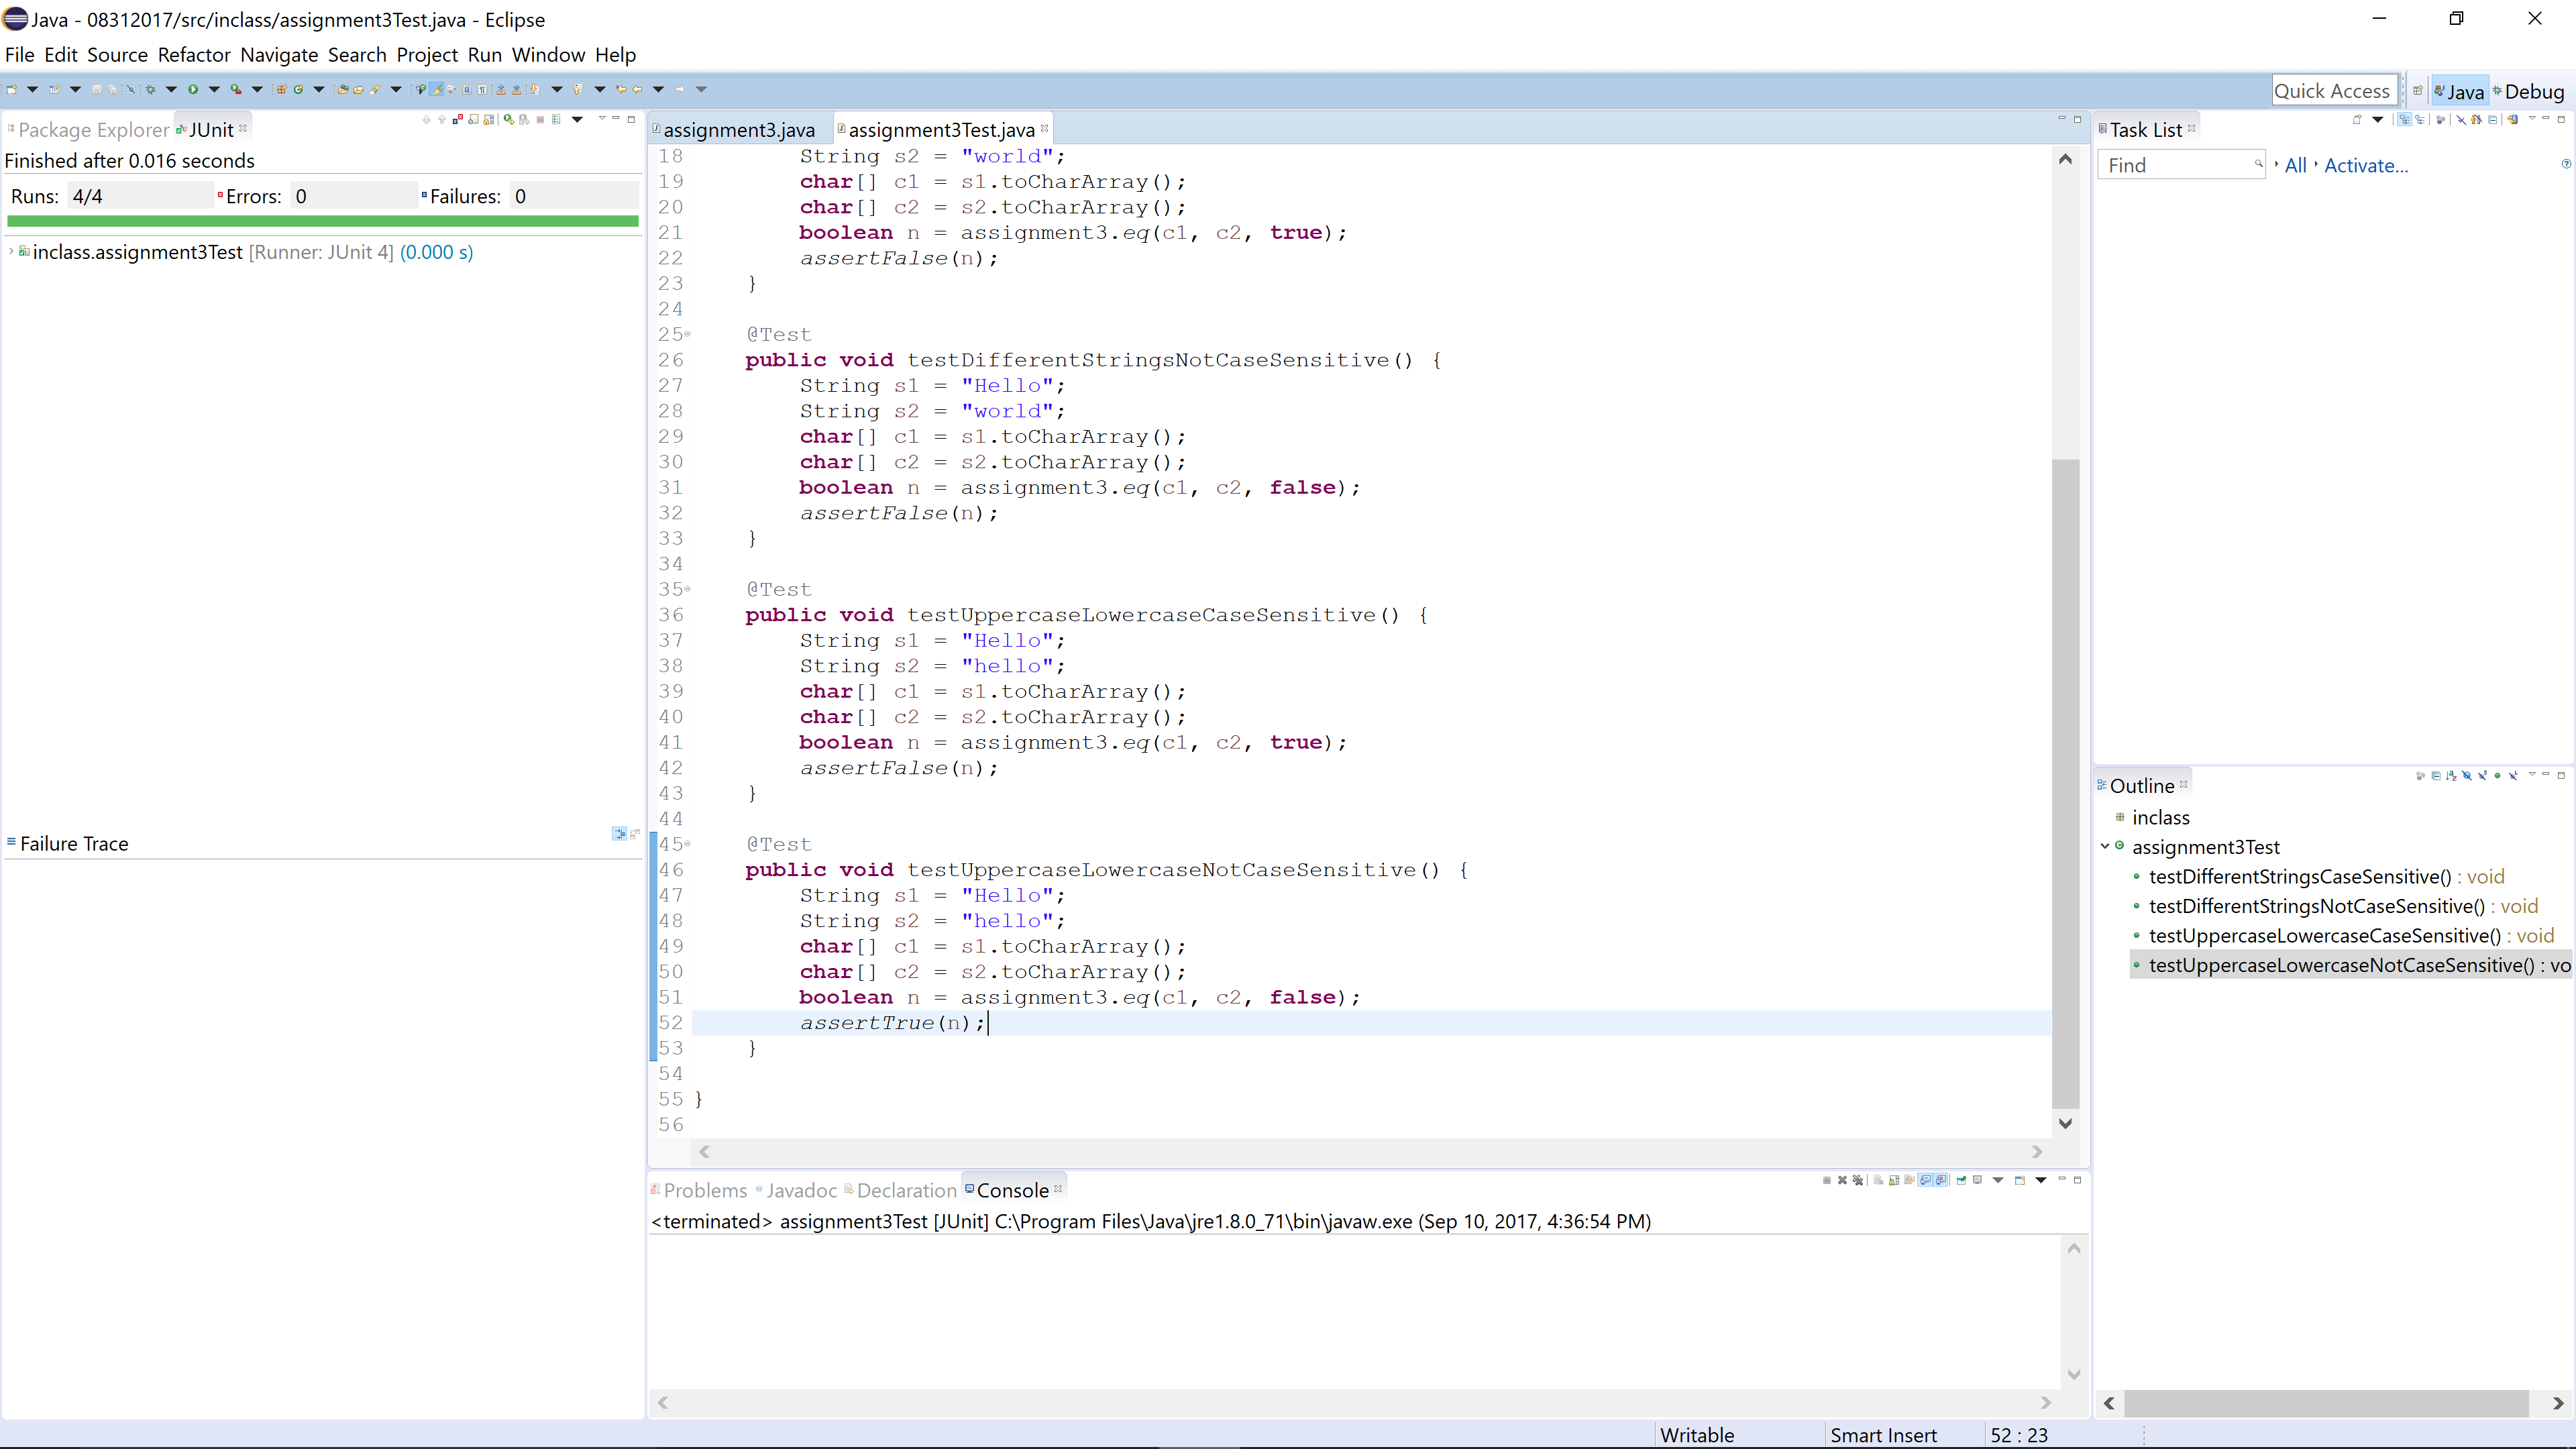 Java - 08312017/src/inclass/assignment3Test.java - Eclipse
File Edit Source Refactor Navigate Search Project Run Window Help
Quick Access Java Debug
Package Explorer JUnit
Finished after 0.016 seconds
Runs: 4/4 Errors: 0 Failures: 0
inclass.assignment3Test [Runner: JUnit 4] (0.000 s)
Failure Trace
assignment3.java assignment3Test.java
18 String s2 = "world";
19 char[] c1 = s1.toCharArray();
20 char[] c2 = s2.toCharArray();
21 boolean n = assignment3.eq(c1, c2, true);
22 assertFalse(n);
23 }
24
25 @Test
26 public void testDifferentStringsNotCaseSensitive() {
27 String s1 = "Hello";
28 String s2 = "world";
29 char[] c1 = s1.toCharArray();
30 char[] c2 = s2.toCharArray();
31 boolean n = assignment3.eq(c1, c2, false);
32 assertFalse(n);
33 }
34
35 @Test
36 public void testUppercaseLowercaseCaseSensitive() {
37 String s1 = "Hello";
38 String s2 = "hello";
39 char[] c1 = s1.toCharArray();
40 char[] c2 = s2.toCharArray();
41 boolean n = assignment3.eq(c1, c2, true);
42 assertFalse(n);
43 }
44
45 @Test
46 public void testUppercaseLowercaseNotCaseSensitive() {
47 String s1 = "Hello";
48 String s2 = "hello";
49 char[] c1 = s1.toCharArray();
50 char[] c2 = s2.toCharArray();
51 boolean n = assignment3.eq(c1, c2, false);
52 assertTrue(n);
53 }
54
55 }
56
Problems Javadoc Declaration Console
<terminated> assignment3Test [JUnit] C:\Program Files\Java\jre1.8.0_71\bin\javaw.exe (Sep 10, 2017, 4:36:54 PM)
Task List
Find All Activate...
Outline
inclass
assignment3Test
testDifferentStringsCaseSensitive() : void
testDifferentStringsNotCaseSensitive() : void
testUppercaseLowercaseCaseSensitive() : void
testUppercaseLowercaseNotCaseSensitive() : vo
Writable Smart Insert 52 : 23